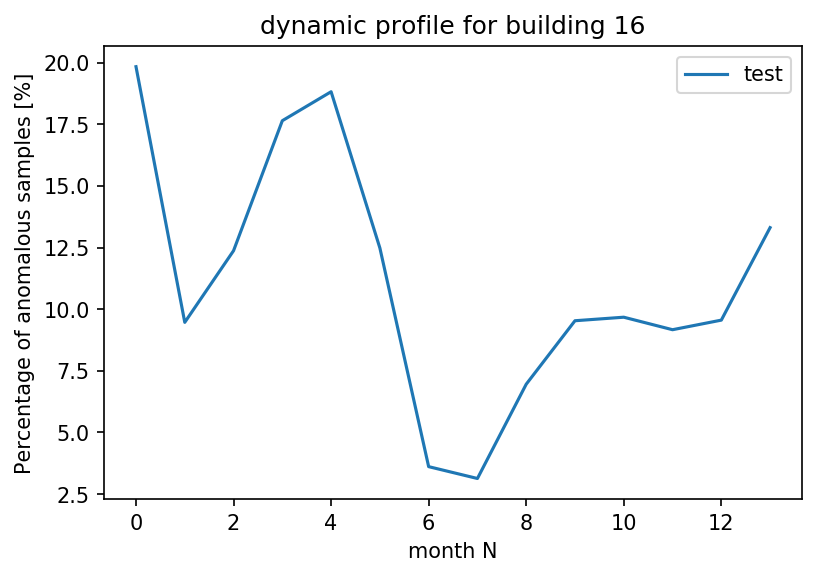 dynamic profile for building 16
test
Percentage of anomalous samples [%]
20.0
17.5
15.0
12.5
10.0
7.5
5.0
2.5
0 2 4 6 8 10 12
month N